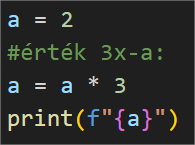 a = 2
#érték 3x-a:
a = a * 3
print(f"{a}")